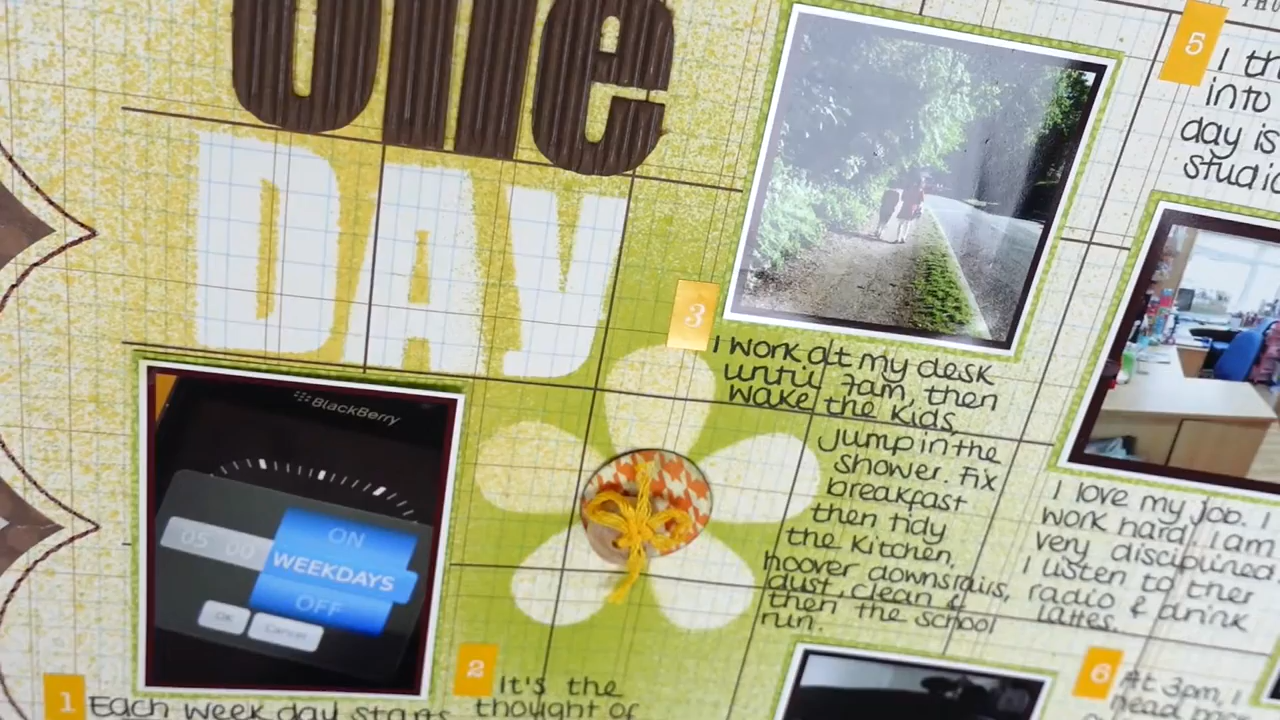 one
DAY
BlackBerry
05 00
ON
WEEKDAYS
OFF
OK
Cancel
1
Each week day starts
2
It's the
thought of
3
I work at my desk
until 7am, then
wake the kids,
jump in the
shower. Fix
breakfast
then tidy
the kitchen,
hoover downstairs,
dust, clean &
then the school
run.
I love my job. I
work hard, I am
very disciplined
I listen to
radio & drink
lattes.
5
I th
into
day is
studio
6
At 3pm, I
head